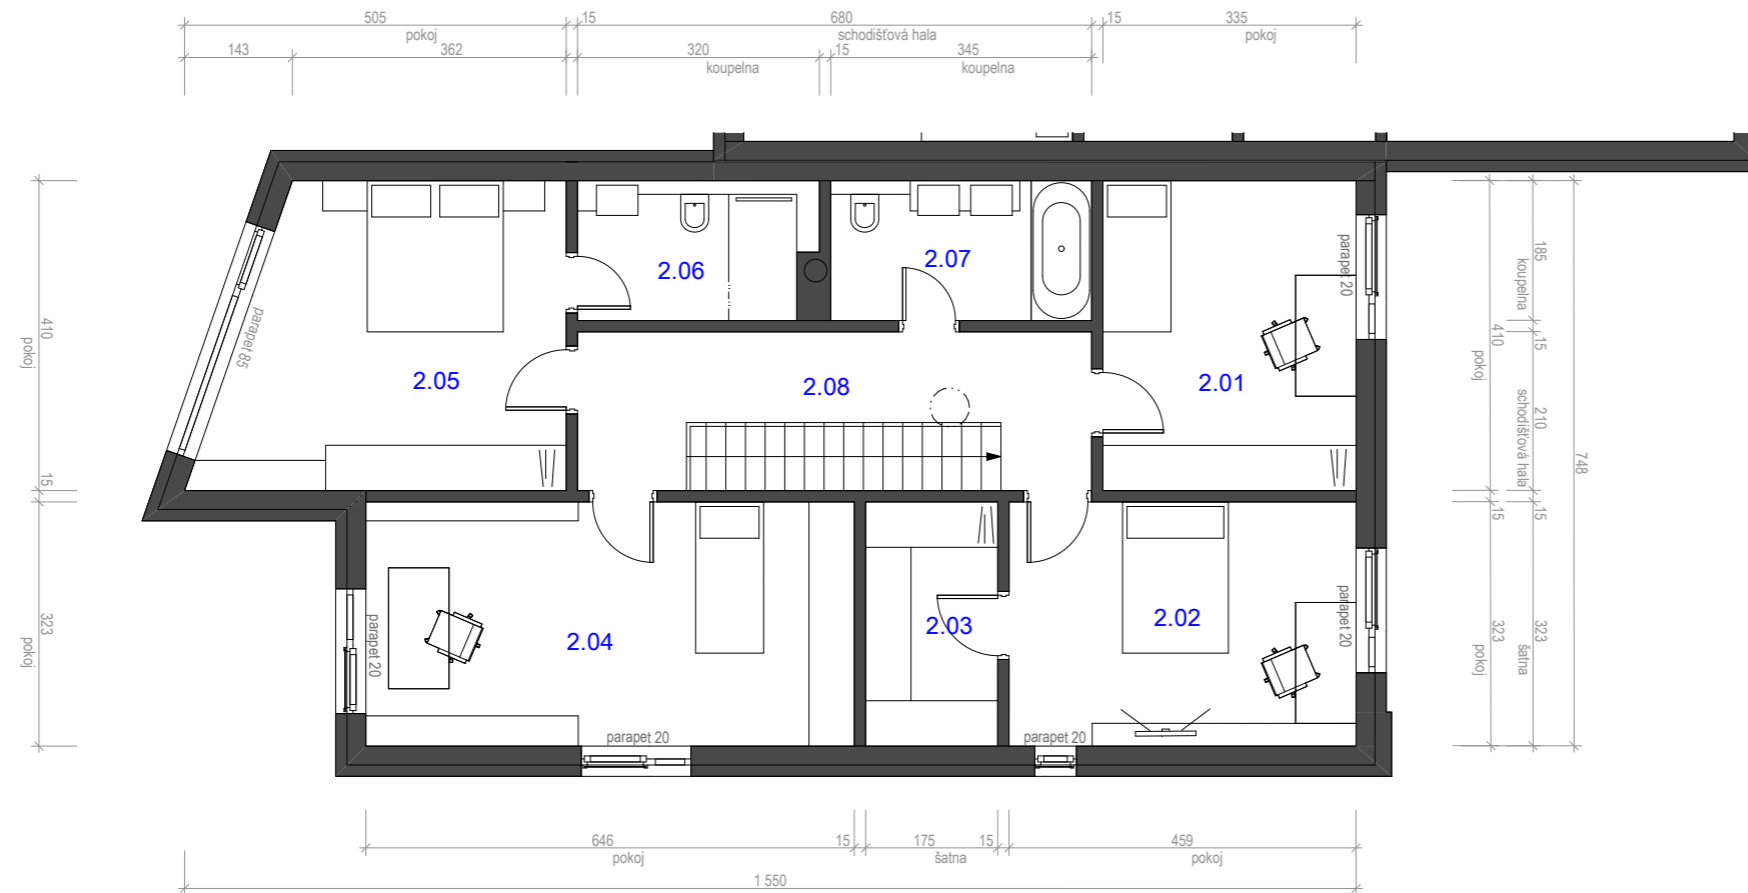 505
15
680
15
335
pokoj
schodišťová hala
pokoj
143
362
320
15
345
koupelna
koupelna
410
pokoj
15
323
pokoj
parapet 85
2.05
2.06
2.07
2.08
2.01
parapet 20
2.04
parapet 20
parapet 20
2.03
2.02
parapet 20
parapet 20
185
koupelna
15
410
pokoj
210
schodišťová hala
748
15
15
323
pokoj
323
šatna
646
15
175
15
459
pokoj
šatna
pokoj
1 550